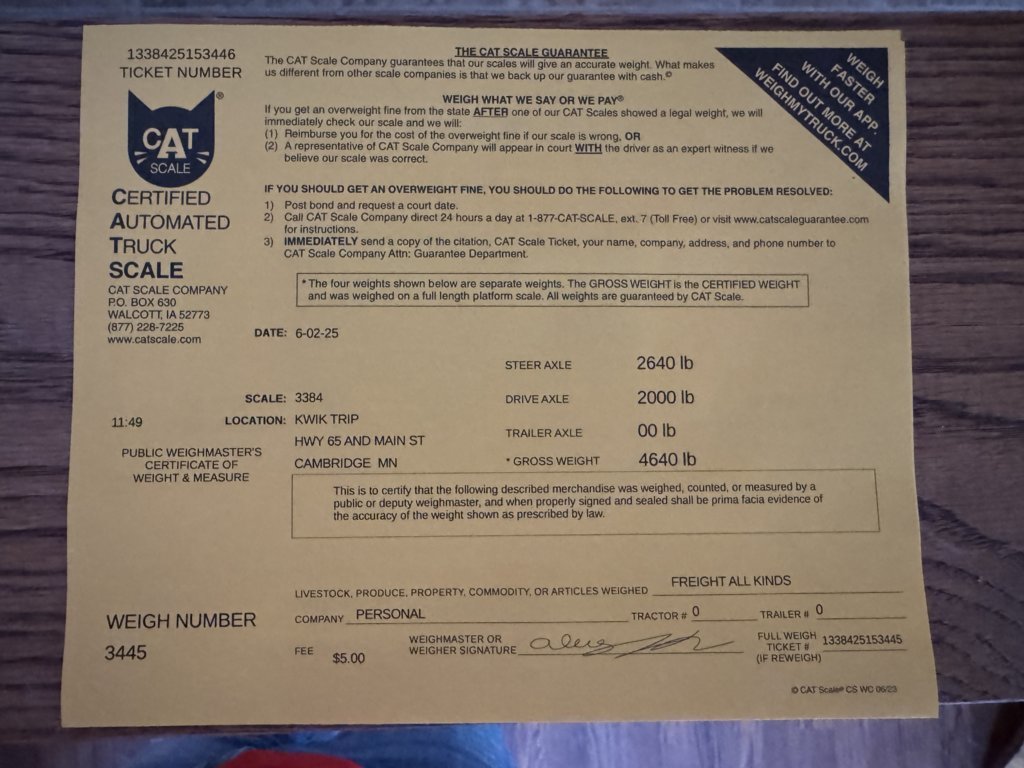 1338425153446
TICKET NUMBER
CAT
SCALE
®
CERTIFIED
AUTOMATED
TRUCK
SCALE
CAT SCALE COMPANY
P.O. BOX 630
WALCOTT, IA 52773
(877) 228-7225
www.catscale.com
THE CAT SCALE GUARANTEE
The CAT Scale Company guarantees that our scales will give an accurate weight. What makes
us different from other scale companies is that we back up our guarantee with cash.©
WEIGH WHAT WE SAY OR WE PAY®
If you get an overweight fine from the state AFTER one of our CAT Scales showed a legal weight, we will
immediately check our scale and we will:
(1) Reimburse you for the cost of the overweight fine if our scale is wrong, OR
(2) A representative of CAT Scale Company will appear in court WITH the driver as an expert witness if we
believe our scale was correct.
WEIGH
FASTER
WITH OUR APP.
FIND OUT MORE AT
WEIGHMYTRUCK.COM
IF YOU SHOULD GET AN OVERWEIGHT FINE, YOU SHOULD DO THE FOLLOWING TO GET THE PROBLEM RESOLVED:
1) Post bond and request a court date.
2) Call CAT Scale Company direct 24 hours a day at 1-877-CAT-SCALE, ext. 7 (Toll Free) or visit www.catscaleguarantee.com
for instructions.
3) IMMEDIATELY send a copy of the citation, CAT Scale Ticket, your name, company, address, and phone number to
CAT Scale Company Attn: Guarantee Department.
* The four weights shown below are separate weights. The GROSS WEIGHT is the CERTIFIED WEIGHT
and was weighed on a full length platform scale. All weights are guaranteed by CAT Scale.
DATE: 6-02-25
STEER AXLE 2640 lb
SCALE: 3384 DRIVE AXLE 2000 lb
11:49 LOCATION: KWIK TRIP
HWY 65 AND MAIN ST TRAILER AXLE 00 lb
CAMBRIDGE MN * GROSS WEIGHT 4640 lb
PUBLIC WEIGHMASTER'S
CERTIFICATE OF
WEIGHT & MEASURE
This is to certify that the following described merchandise was weighed, counted, or measured by a
public or deputy weighmaster, and when properly signed and sealed shall be prima facia evidence of
the accuracy of the weight shown as prescribed by law.
LIVESTOCK, PRODUCE, PROPERTY, COMMODITY, OR ARTICLES WEIGHED FREIGHT ALL KINDS
WEIGH NUMBER
3445
COMPANY PERSONAL TRACTOR # 0 TRAILER # 0
FEE $5.00
WEIGHMASTER OR
WEIGHER SIGNATURE
FULL WEIGH
TICKET # 1338425153445
(IF REWEIGH)
© CAT Scale® CS WC 06/23